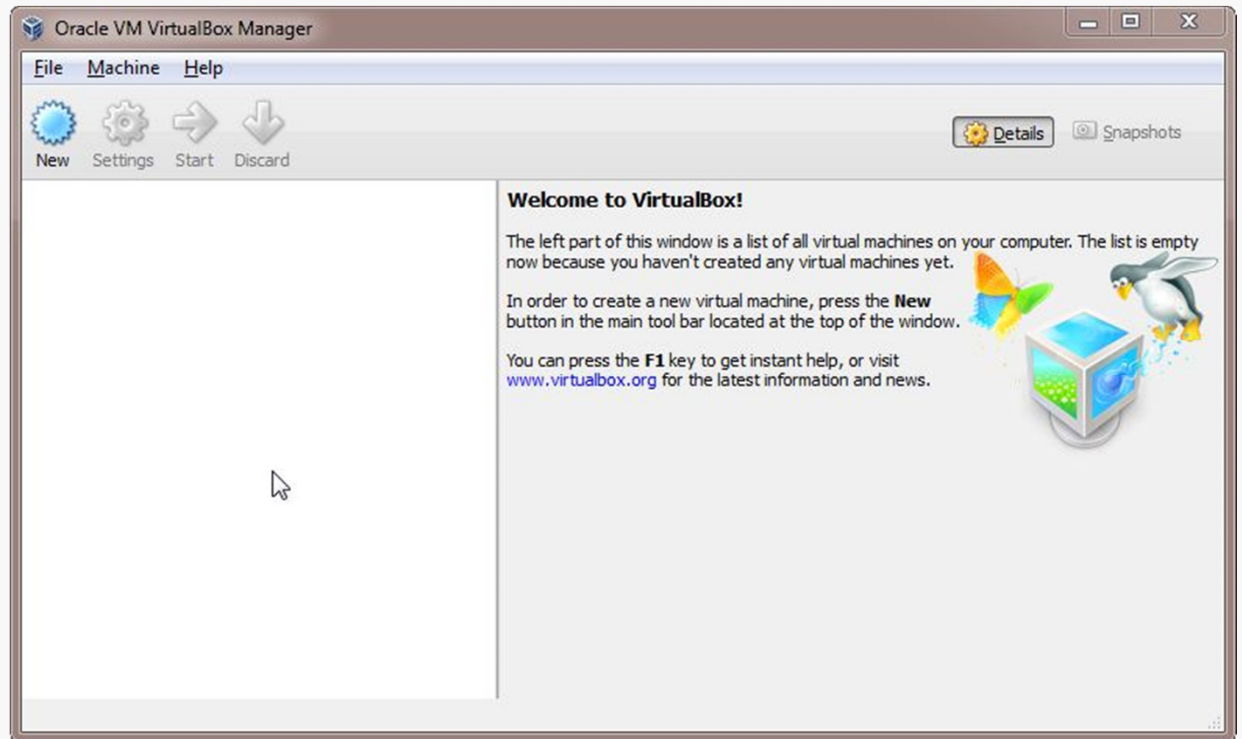 Oracle VM VirtualBox Manager
File Machine Help
New Settings Start Discard
Details Snapshots
Welcome to VirtualBox!
The left part of this window is a list of all virtual machines on your computer. The list is empty
now because you haven't created any virtual machines yet.
In order to create a new virtual machine, press the New
button in the main tool bar located at the top of the window.
You can press the F1 key to get instant help, or visit
www.virtualbox.org for the latest information and news.